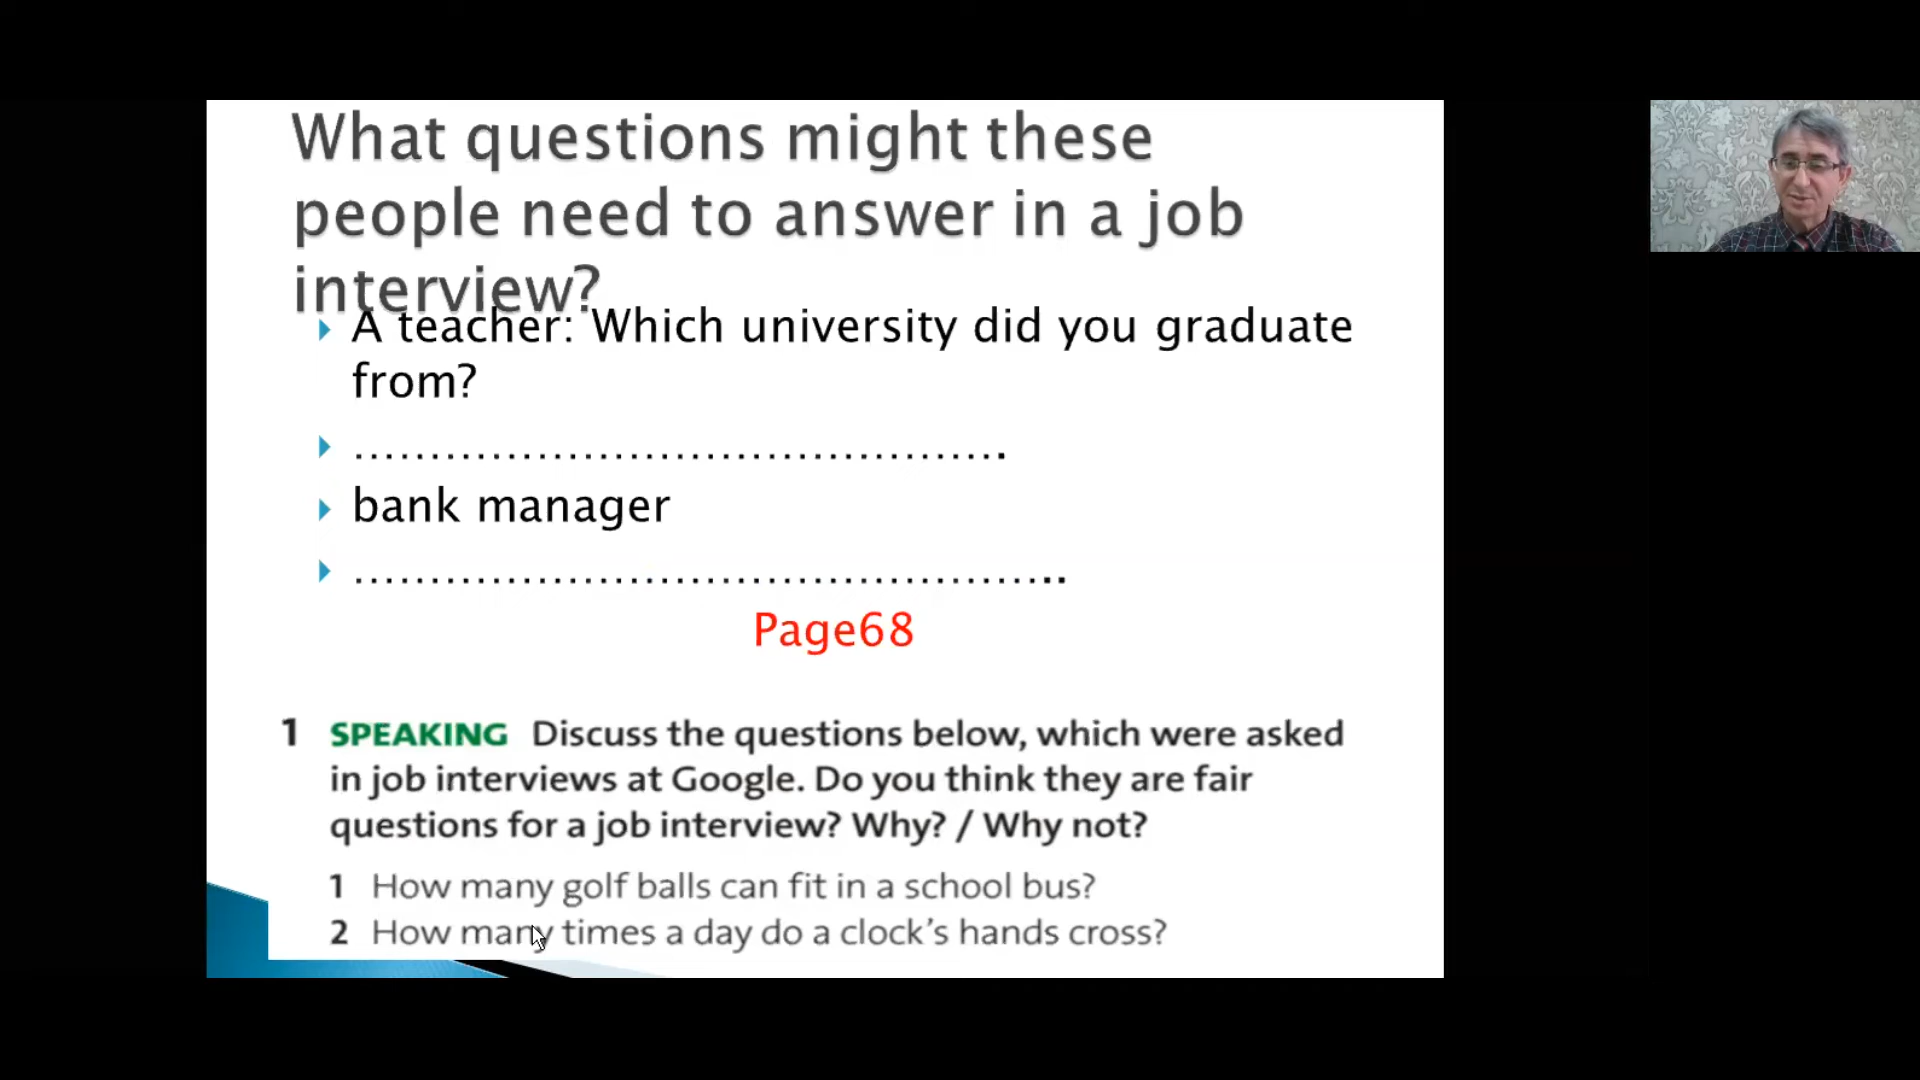 What questions might these
people need to answer in a job
interview?
A teacher: Which university did you graduate
from?
……………………………………….
bank manager
…………………………………………..
Page68
1 SPEAKING Discuss the questions below, which were asked
in job interviews at Google. Do you think they are fair
questions for a job interview? Why? / Why not?
1 How many golf balls can fit in a school bus?
2 How many times a day do a clock’s hands cross?